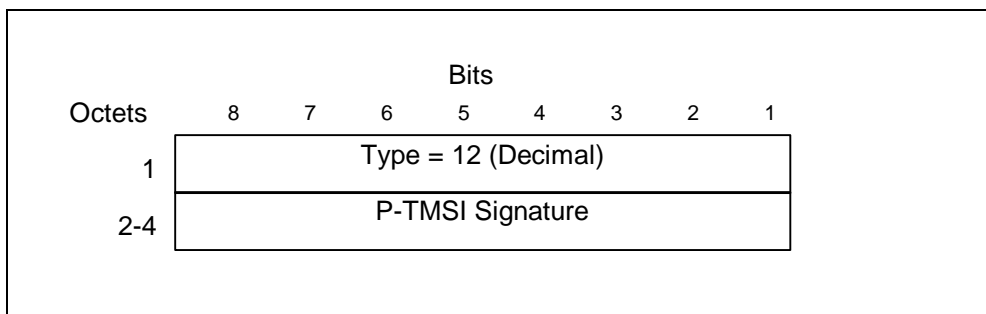 Bits
Octets 8 7 6 5 4 3 2 1
1 Type = 12 (Decimal)
2-4 P-TMSI Signature